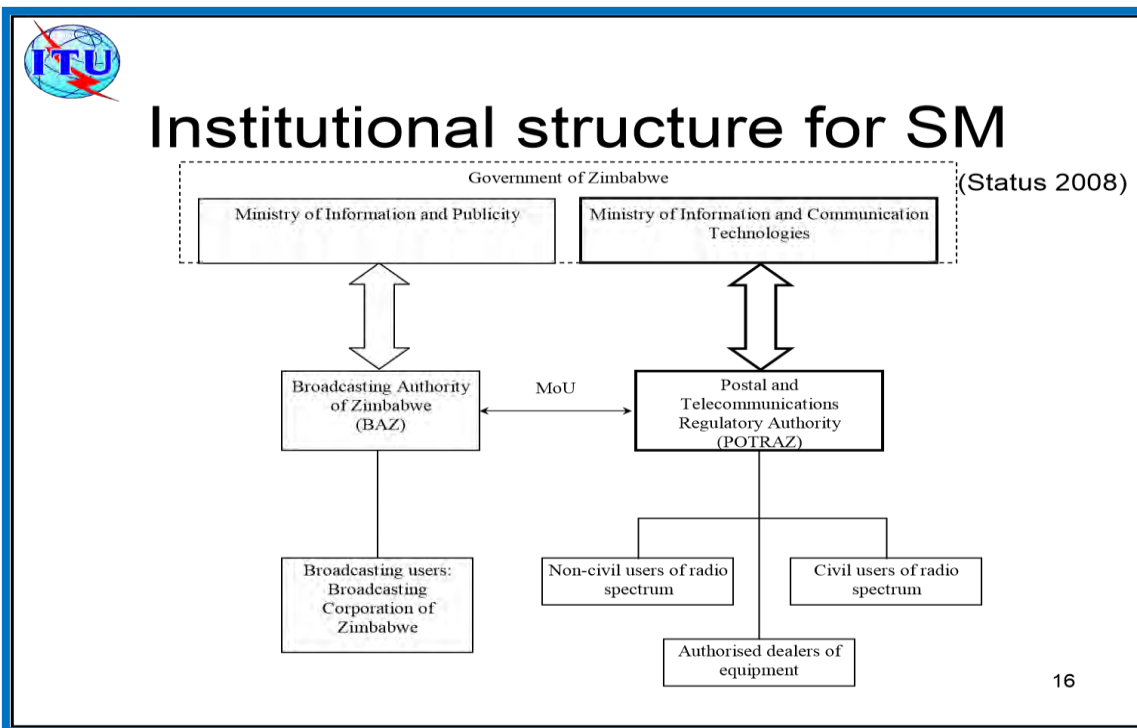 ITU
Institutional structure for SM
(Status 2008)
Government of Zimbabwe
Ministry of Information and Publicity
Ministry of Information and Communication
Technologies
Broadcasting Authority
of Zimbabwe
(BAZ)
MoU
Postal and
Telecommunications
Regulatory Authority
(POTRAZ)
Broadcasting users:
Broadcasting
Corporation of
Zimbabwe
Non-civil users of radio
spectrum
Civil users of radio
spectrum
Authorised dealers of
equipment
16